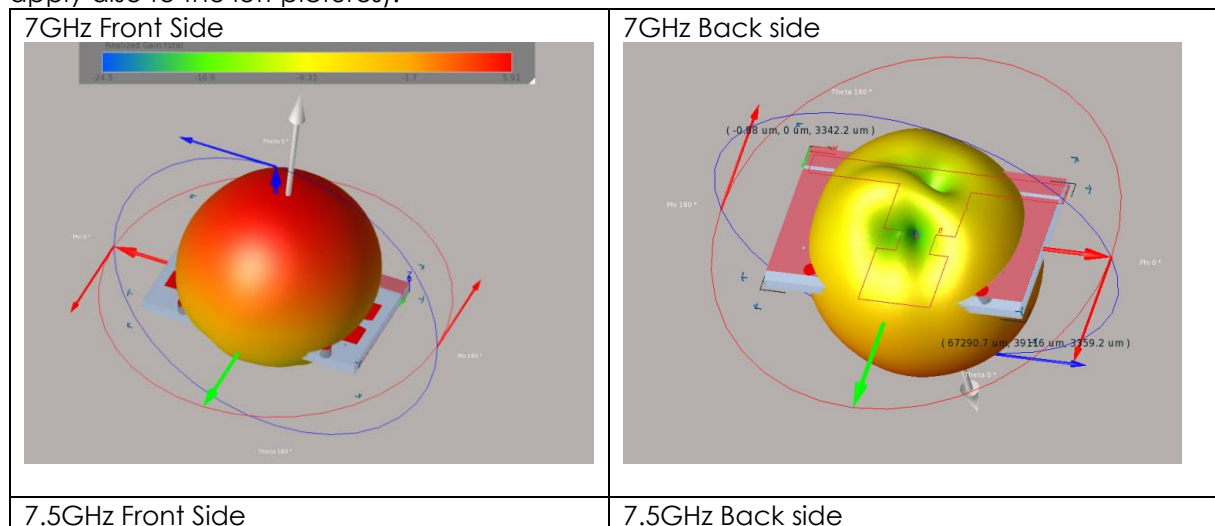 apply also to the left pictures).
7GHz Front Side
7GHz Back side
Realized Gain total
-24.5 -16.9 -9.31 -1.7 5.91
Theta 0 °
Phi 0 °
Phi 180 °
Theta 180 °
Theta 180 °
( -0.88 um, 0 um, 3342.2 um )
Phi 180 °
Phi 0 °
( 67290.7 um, 39116 um, 3359.2 um )
Theta 0 °
7.5GHz Front Side
7.5GHz Back side